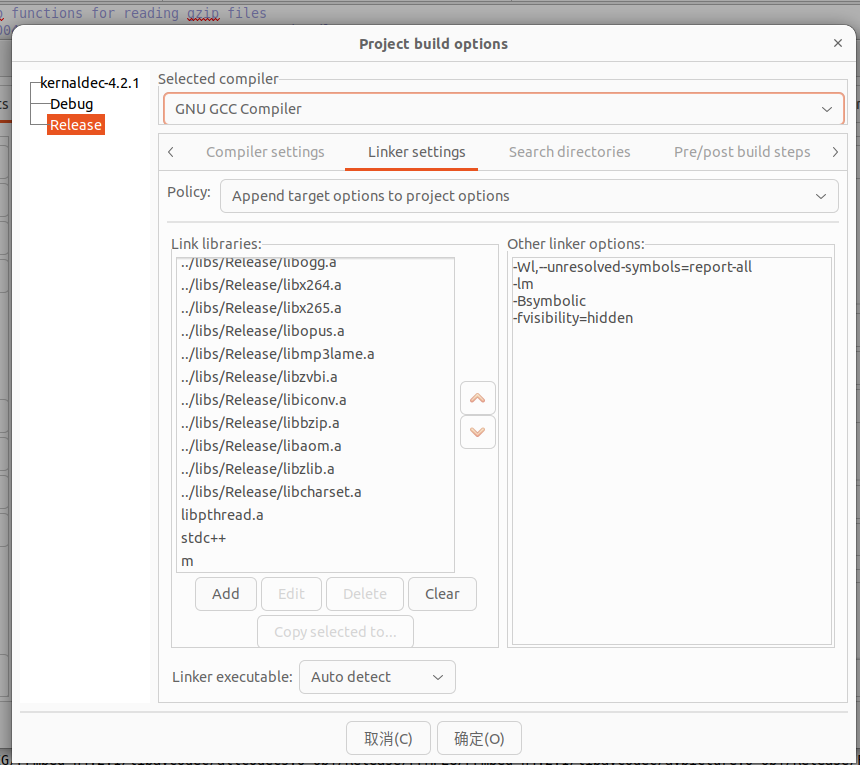 functions for reading gzip files
Project build options
kernaldec-4.2.1
Debug
Release
Selected compiler
GNU GCC Compiler
Compiler settings
Linker settings
Search directories
Pre/post build steps
Policy:
Append target options to project options
Link libraries:
../libs/Release/libogg.a
../libs/Release/libx264.a
../libs/Release/libx265.a
../libs/Release/libopus.a
../libs/Release/libmp3lame.a
../libs/Release/libzvbi.a
../libs/Release/libiconv.a
../libs/Release/libbzip.a
../libs/Release/libaom.a
../libs/Release/libzlib.a
../libs/Release/libcharset.a
libpthread.a
stdc++
m
Add
Edit
Delete
Clear
Copy selected to...
Other linker options:
-Wl,--unresolved-symbols=report-all
-lm
-Bsymbolic
-fvisibility=hidden
Linker executable:
Auto detect
取消(C)
确定(O)